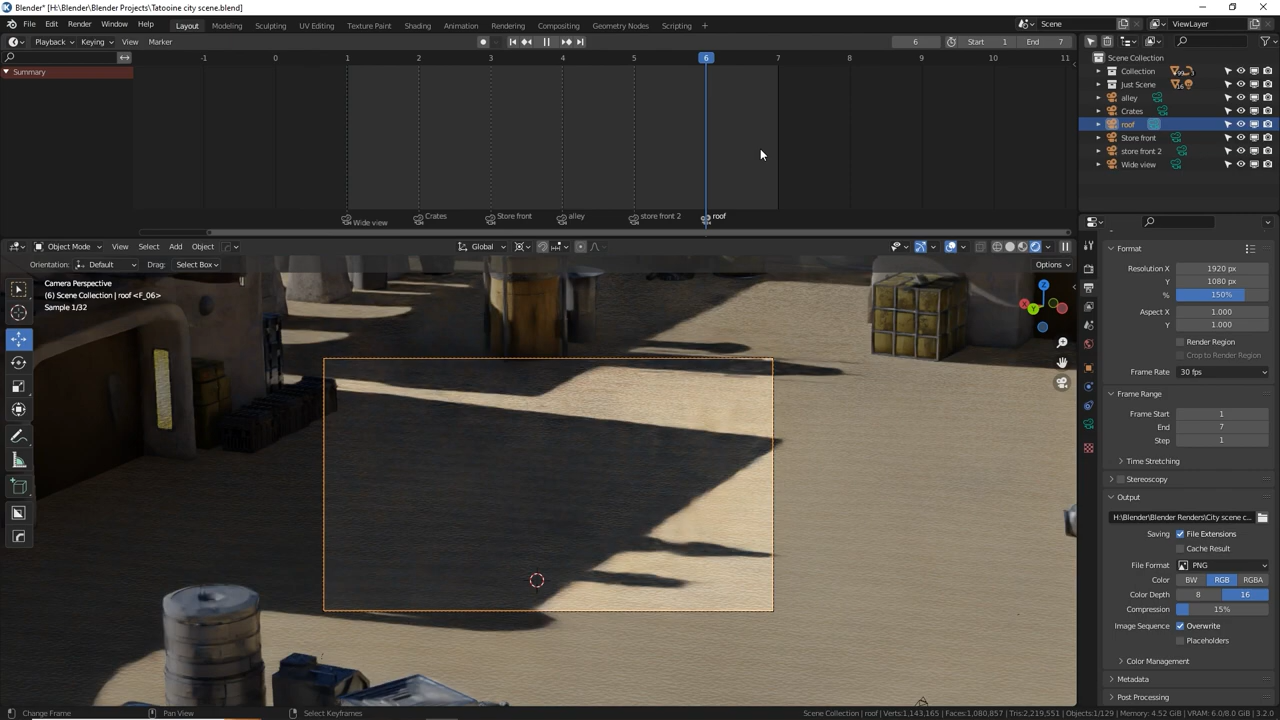 Blender* [H:\Blender\Blender Projects\Tatooine city scene.blend]
File Edit Render Window Help Layout Modeling Sculpting UV Editing Texture Paint Shading Animation Rendering Compositing Geometry Nodes Scripting + Scene ViewLayer
Playback Keying View Marker 6 Start 1 End 7
-1 0 1 2 3 4 5 6 7 8 9 10 11
Summary
Wide view Crates Store front alley store front 2 roof
Object Mode View Select Add Object Global
Orientation: Default Drag: Select Box Options
Camera Perspective
(6) Scene Collection | roof <F_06>
Sample 1/32
Z
Y
Scene Collection
Collection
Just Scene
alley
Crates
roof
Store front
store front 2
Wide view
Format
Resolution X 1920 px
Y 1080 px
% 150%
Aspect X 1.000
Y 1.000
Render Region
Crop to Render Region
Frame Rate 30 fps
Frame Range
Frame Start 1
End 7
Step 1
Time Stretching
Stereoscopy
Output
H:\Blender\Blender Renders\City scene c...
Saving File Extensions
Cache Result
File Format PNG
Color BW RGB RGBA
Color Depth 8 16
Compression 15%
Image Sequence Overwrite
Placeholders
Color Management
Metadata
Post Processing
Change Frame Pan View Select Keyframes Scene Collection | roof | Verts:1,143,165 | Faces:1,080,857 | Tris:2,219,551 | Objects:1/129 | Memory: 4.52 GiB | VRAM: 6.0/8.0 GiB | 3.2.0